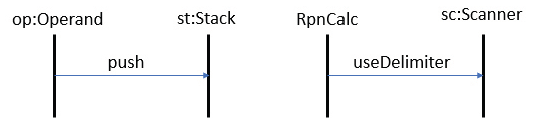 op:Operand
st:Stack
RpnCalc
sc:Scanner
push
useDelimiter